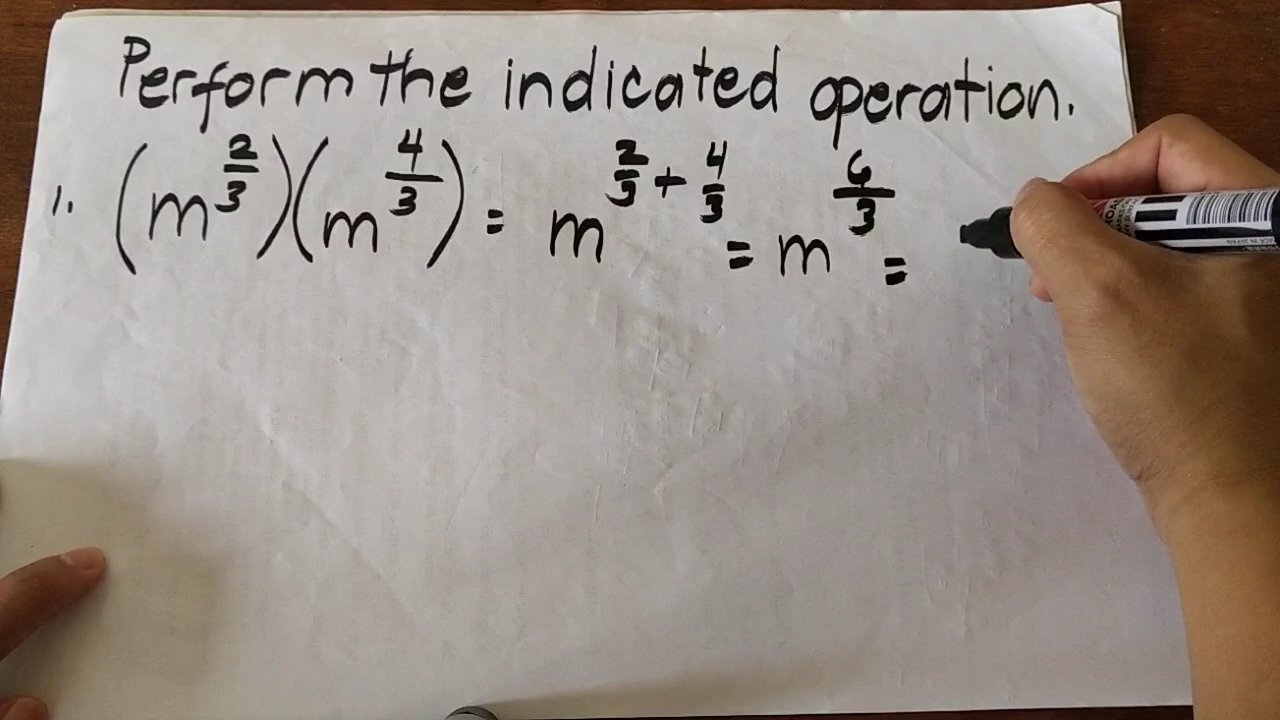 Perform the indicated operation.
1. (m^{2/3})(m^{4/3}) = m^{2/3 + 4/3} = m^{6/3} =